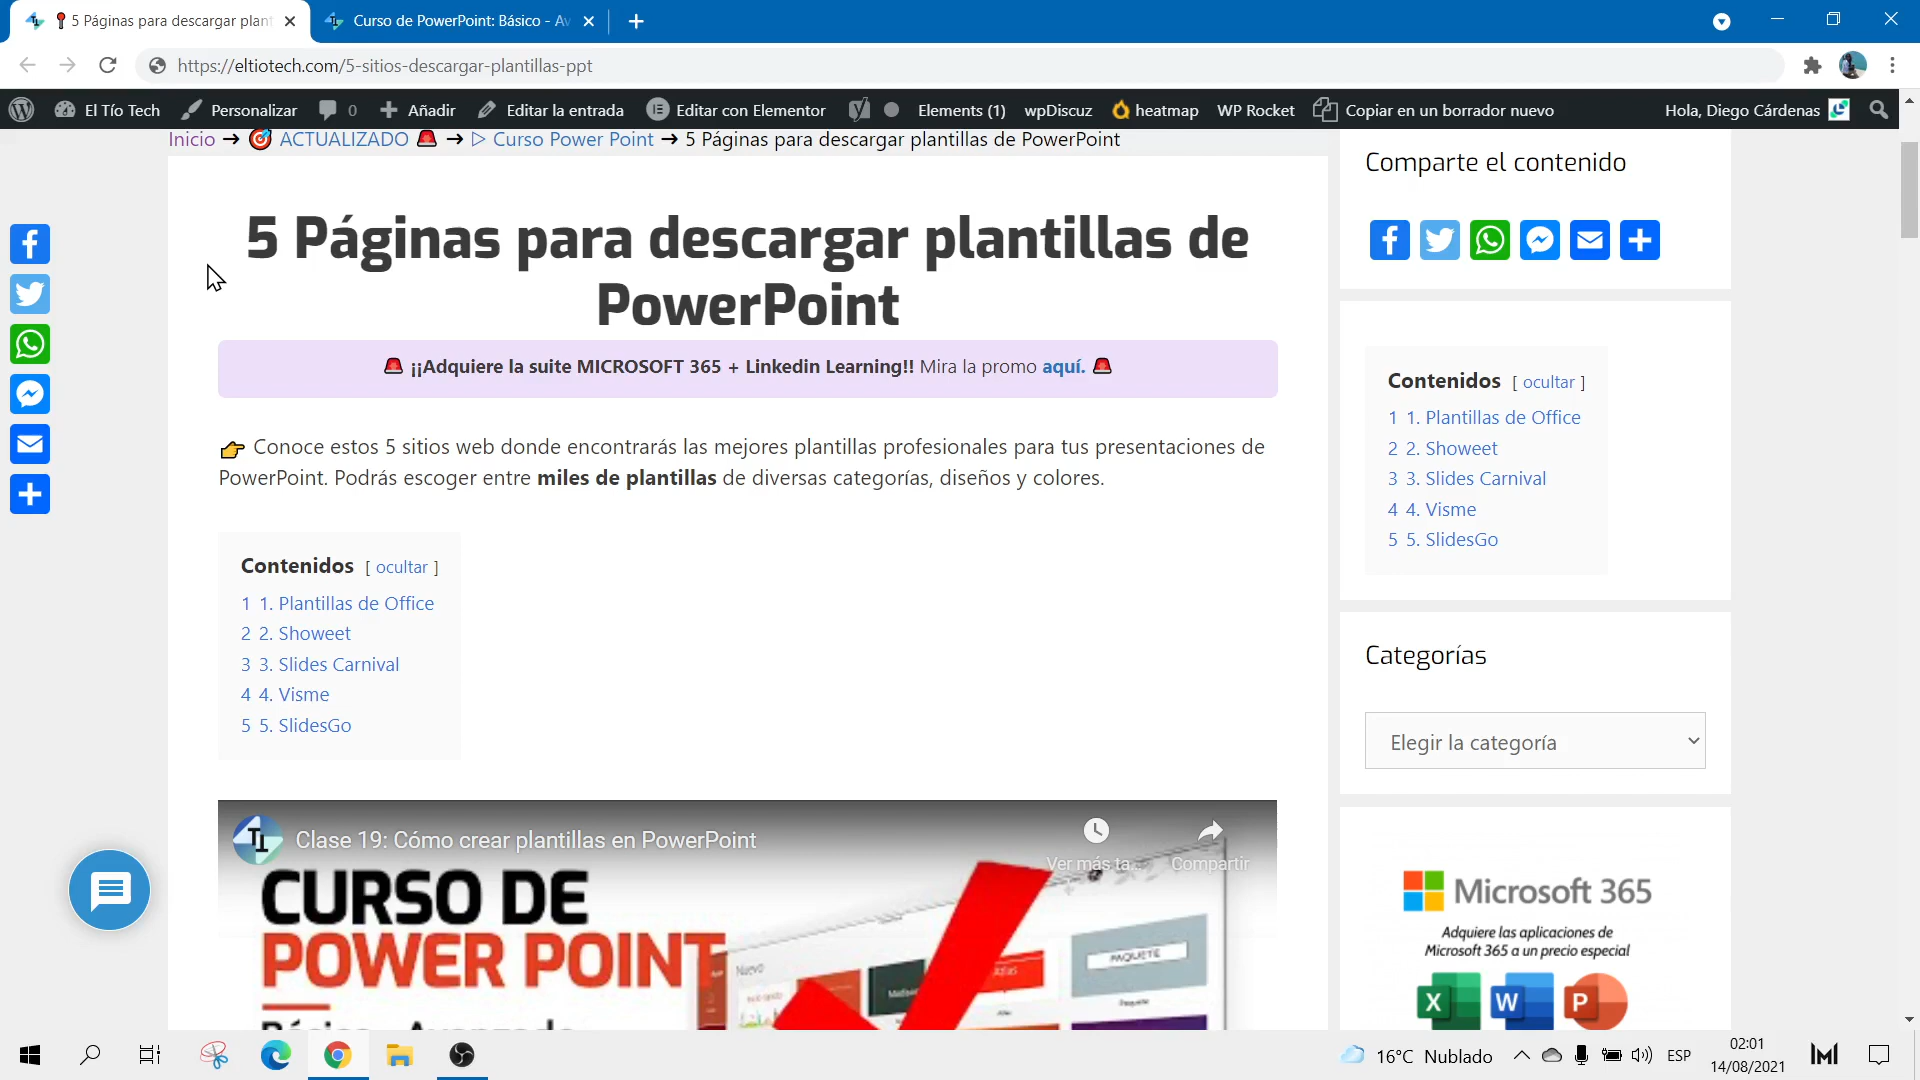 5 Páginas para descargar plant
Curso de PowerPoint: Básico - Av
https://eltiotech.com/5-sitios-descargar-plantillas-ppt
El Tío Tech
Personalizar
0
Añadir
Editar la entrada
Editar con Elementor
Elements (1)
wpDiscuz
heatmap
WP Rocket
Copiar en un borrador nuevo
Hola, Diego Cárdenas
Inicio → 🎯 ACTUALIZADO 🚨 → ▷ Curso Power Point → 5 Páginas para descargar plantillas de PowerPoint
5 Páginas para descargar plantillas de
PowerPoint
🚨 ¡¡Adquiere la suite MICROSOFT 365 + Linkedin Learning!! Mira la promo aquí. 🚨
👉 Conoce estos 5 sitios web donde encontrarás las mejores plantillas profesionales para tus presentaciones de
PowerPoint. Podrás escoger entre miles de plantillas de diversas categorías, diseños y colores.
Contenidos [ ocultar ]
1 1. Plantillas de Office
2 2. Showeet
3 3. Slides Carnival
4 4. Visme
5 5. SlidesGo
Clase 19: Cómo crear plantillas en PowerPoint
Ver más ta...
Compartir
CURSO DE
POWER POINT
Básico - Avanzado
Nuevo
PAQUETE
Comparte el contenido
Contenidos [ ocultar ]
1 1. Plantillas de Office
2 2. Showeet
3 3. Slides Carnival
4 4. Visme
5 5. SlidesGo
Categorías
Elegir la categoría
Microsoft 365
Adquiere las aplicaciones de
Microsoft 365 a un precio especial
X W P
16°C Nublado
ESP
02:01
14/08/2021